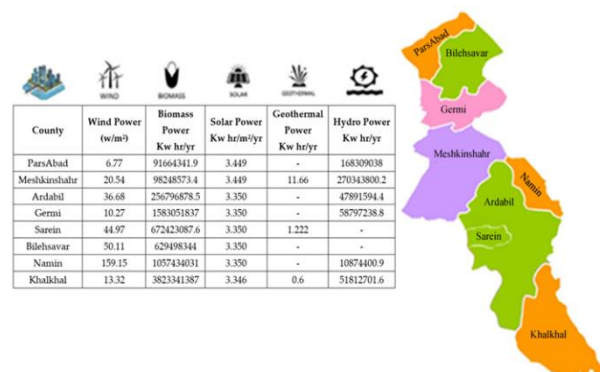 WIND BIOMASS SOLAR GEOTHERMAL
County Wind Power (w/m²) Biomass Power Kw hr/yr Solar Power Kw hr/m²/yr Geothermal Power Kw hr/yr Hydro Power Kw hr/yr
ParsAbad 6.77 91664341.9 3.449 - 168309038
Meshkinshahr 20.54 98248573.4 3.449 11.66 270343800.2
Ardabil 36.68 256796878.5 3.350 - 47891594.4
Germi 10.27 1583051837 3.350 - 58797238.8
Sarein 44.97 672423087.6 3.350 1.222 -
Bilehsavar 50.11 629498344 3.350 - -
Namin 159.15 1057434031 3.350 - 10874400.9
Khalkhal 13.32 3823341387 3.346 0.6 51812701.6
ParsAbad
Bilehsavar
Germi
Meshkinshahr
Namin
Ardabil
Sarein
Khalkhal